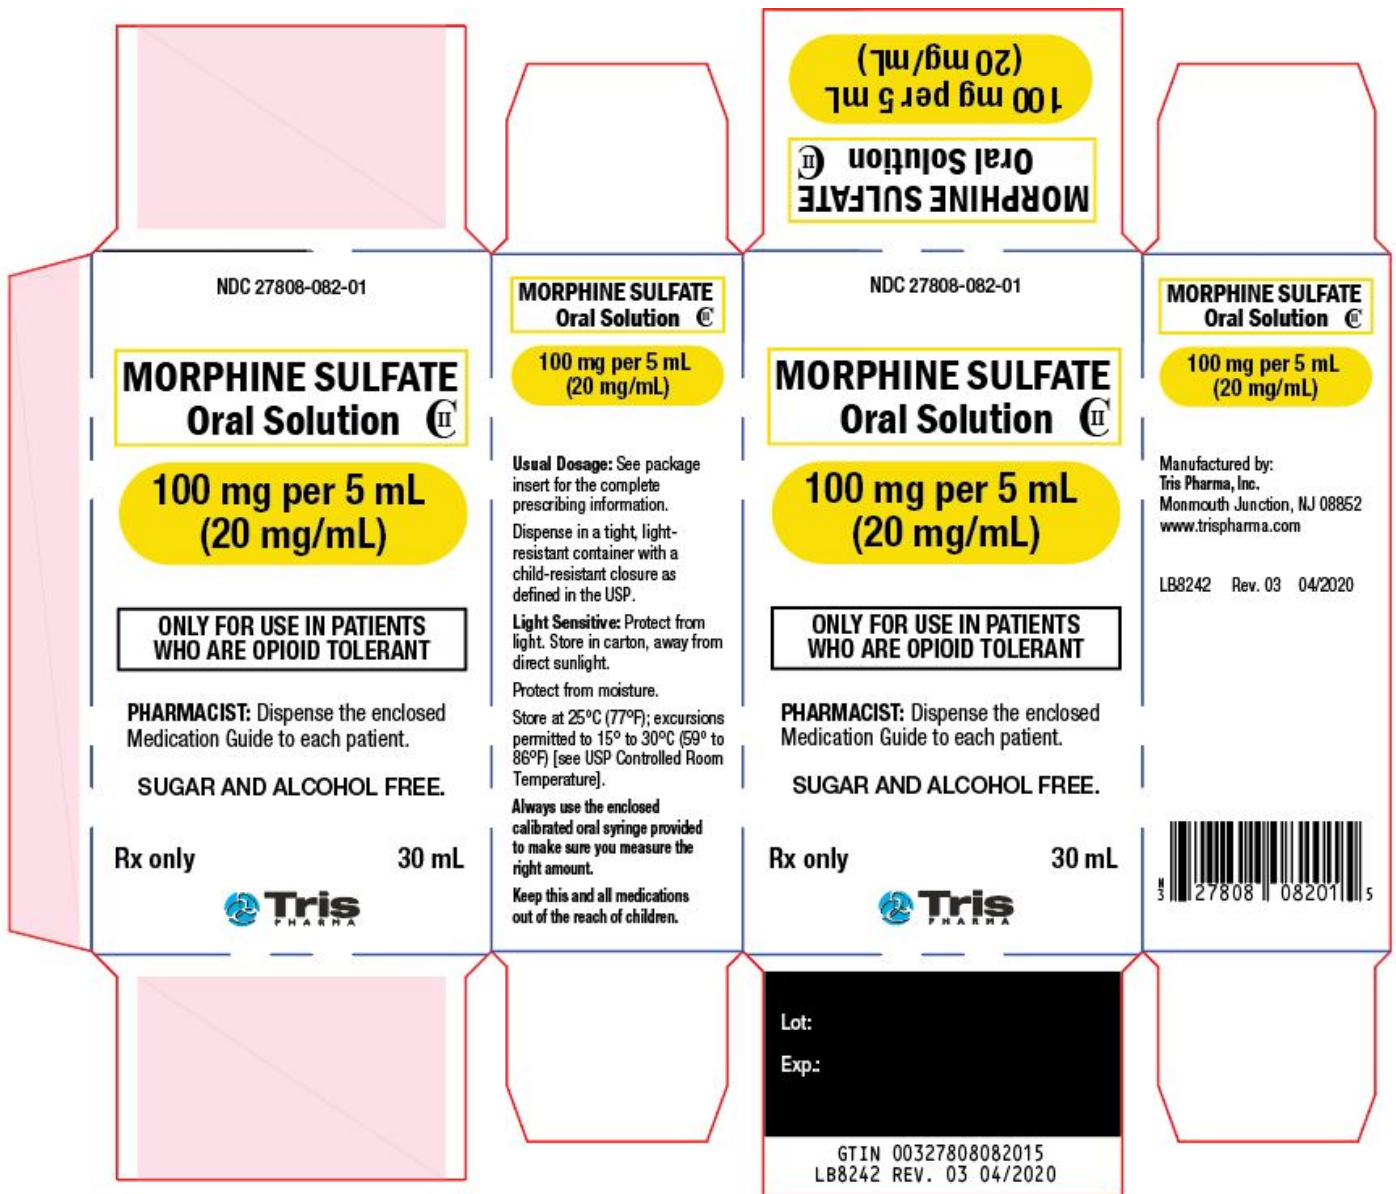 100 mg per 5 mL
(20 mg/mL)
MORPHINE SULFATE
Oral Solution CII
NDC 27808-082-01
MORPHINE SULFATE
Oral Solution CII
100 mg per 5 mL
(20 mg/mL)
ONLY FOR USE IN PATIENTS
WHO ARE OPIOID TOLERANT
PHARMACIST: Dispense the enclosed
Medication Guide to each patient.
SUGAR AND ALCOHOL FREE.
Rx only 30 mL
Tris
PHARMA
MORPHINE SULFATE
Oral Solution CII
100 mg per 5 mL
(20 mg/mL)
Usual Dosage: See package
insert for the complete
prescribing information.
Dispense in a tight, light-
resistant container with a
child-resistant closure as
defined in the USP.
Light Sensitive: Protect from
light. Store in carton, away from
direct sunlight.
Protect from moisture.
Store at 25°C (77°F); excursions
permitted to 15° to 30°C (59° to
86°F) [see USP Controlled Room
Temperature].
Always use the enclosed
calibrated oral syringe provided
to make sure you measure the
right amount.
Keep this and all medications
out of the reach of children.
NDC 27808-082-01
MORPHINE SULFATE
Oral Solution CII
100 mg per 5 mL
(20 mg/mL)
ONLY FOR USE IN PATIENTS
WHO ARE OPIOID TOLERANT
PHARMACIST: Dispense the enclosed
Medication Guide to each patient.
SUGAR AND ALCOHOL FREE.
Rx only 30 mL
Tris
PHARMA
MORPHINE SULFATE
Oral Solution CII
100 mg per 5 mL
(20 mg/mL)
Manufactured by:
Tris Pharma, Inc.
Monmouth Junction, NJ 08852
www.trispharma.com
LB8242 Rev. 03 04/2020
N
3 27808 08201 5
Lot:
Exp.:
GTIN 00327808082015
LB8242 REV. 03 04/2020